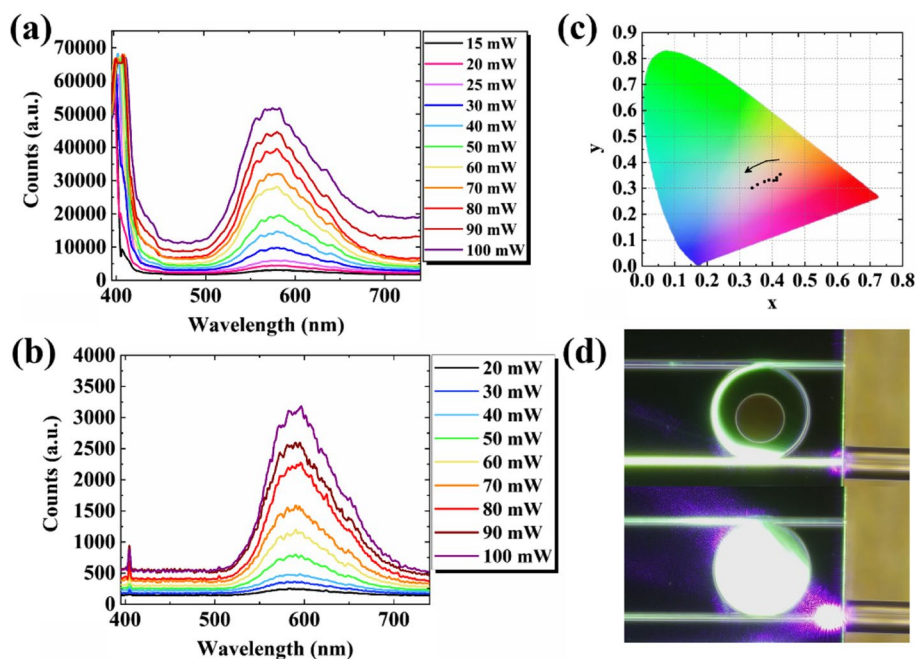 (a)
70000
60000
50000
40000
30000
20000
10000
0
Counts (a.u.)
400 500 600 700
Wavelength (nm)
15 mW
20 mW
25 mW
30 mW
40 mW
50 mW
60 mW
70 mW
80 mW
90 mW
100 mW
(c)
0.9
0.8
0.7
0.6
0.5
0.4
0.3
0.2
0.1
0.0
y
0.0 0.1 0.2 0.3 0.4 0.5 0.6 0.7 0.8
x
(b)
4000
3500
3000
2500
2000
1500
1000
500
0
Counts (a.u.)
400 500 600 700
Wavelength (nm)
20 mW
30 mW
40 mW
50 mW
60 mW
70 mW
80 mW
90 mW
100 mW
(d)